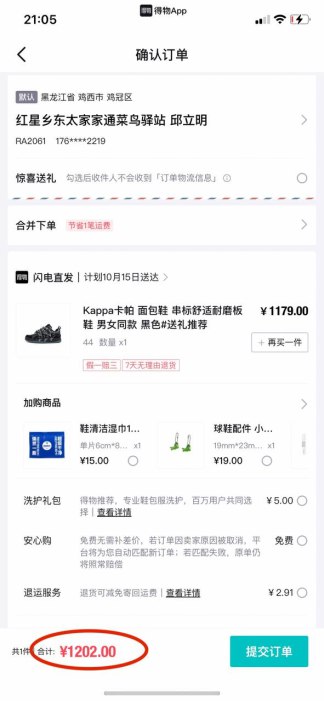 21:05
得物 得物App
确认订单
默认 黑龙江省 鸡西市 鸡冠区
红星乡东太家家通菜鸟驿站 邱立明
RA2061 176****2219
惊喜送礼 勾选后收件人不会收到「订单物流信息」
合并下单 节省1笔运费
得物 闪电直发 | 计划10月15日送达 >
Kappa卡帕 面包鞋 串标舒适耐磨板
鞋 男女同款 黑色#送礼推荐
¥1179.00
44 数量 x1
+ 再买一件
假一赔三 7天无理由退货
加购商品
鞋清洁湿巾1...
单片6cm*8... x1
¥15.00
球鞋配件 小...
19mm*23m... x1
¥19.00
洗护礼包 得物推荐，专业鞋包服洗护，百万用户共同选
择 | 查看详情
¥5.00
安心购 免费无需补差价，若订单因卖家原因被取消，平
台将为您自动匹配新订单；若匹配失败，原单仍
将照常赔偿
免费
退运服务 退货可减免寄回运费 | 查看详情
¥2.91
共1件 合计: ¥1202.00
提交订单